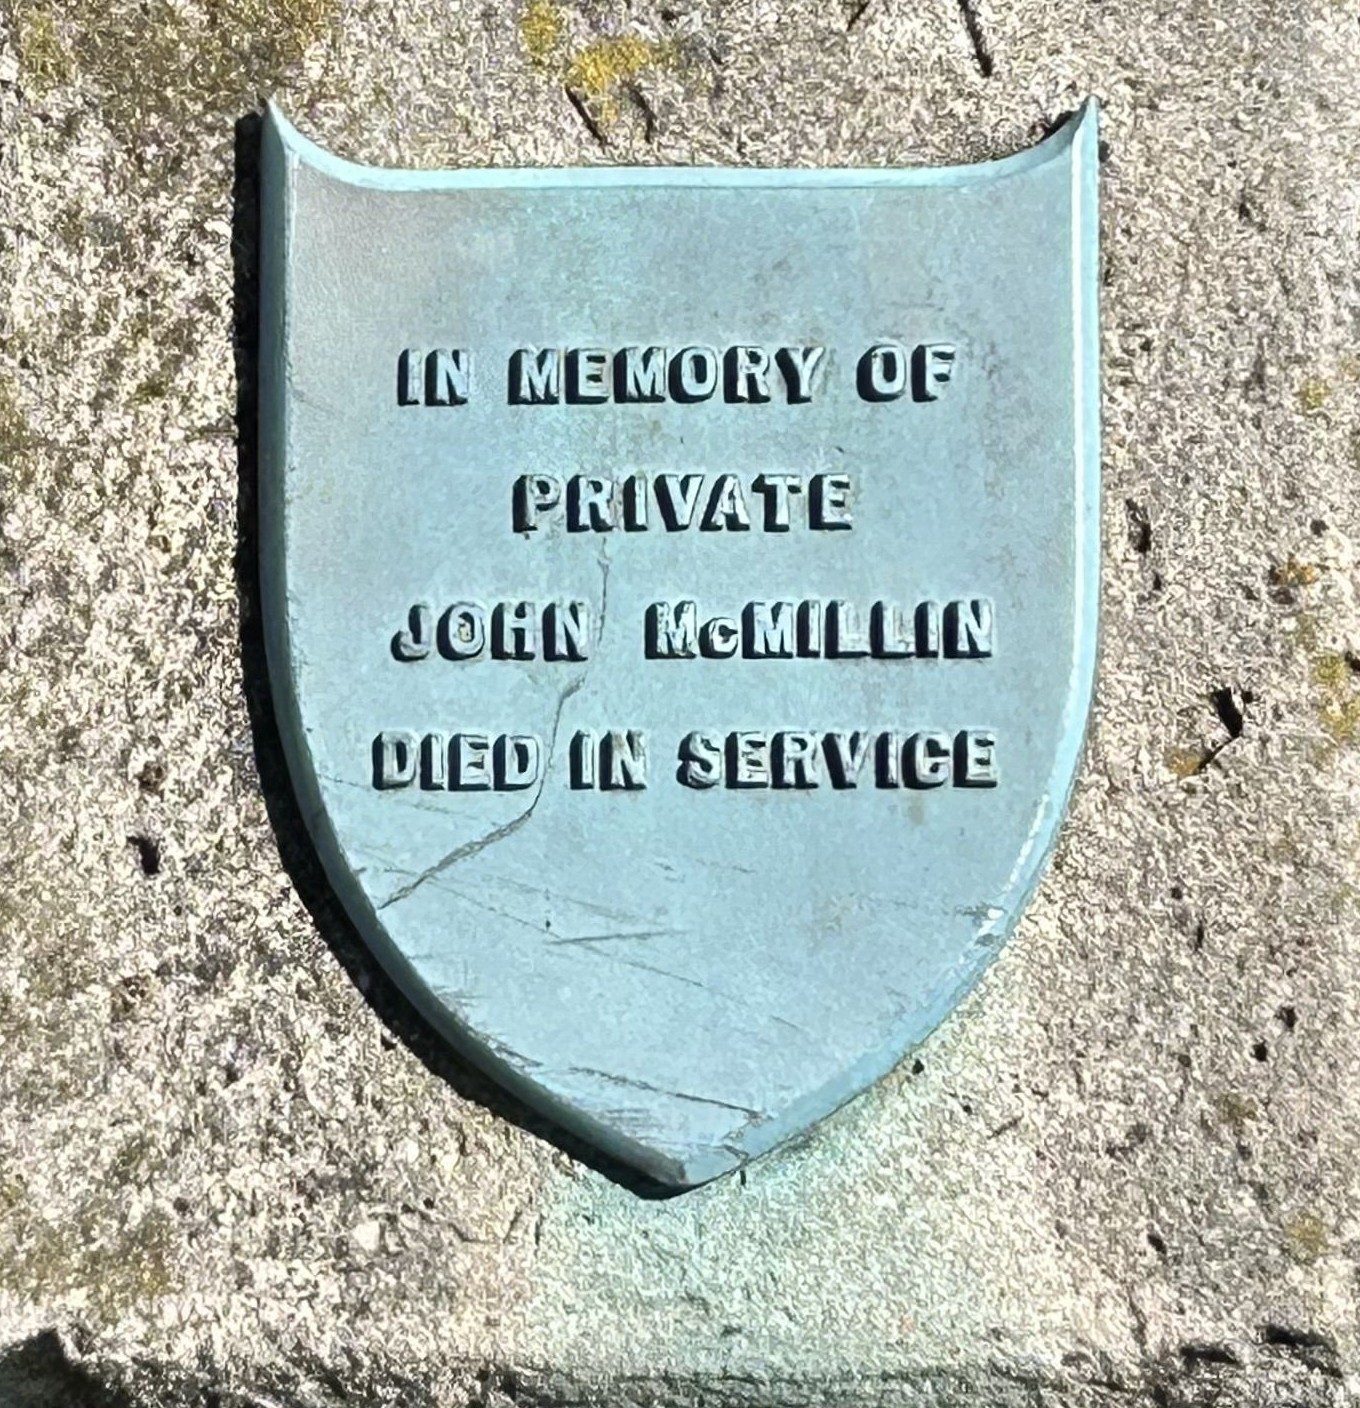 IN MEMORY OF
PRIVATE
JOHN McMILLIN
DIED IN SERVICE